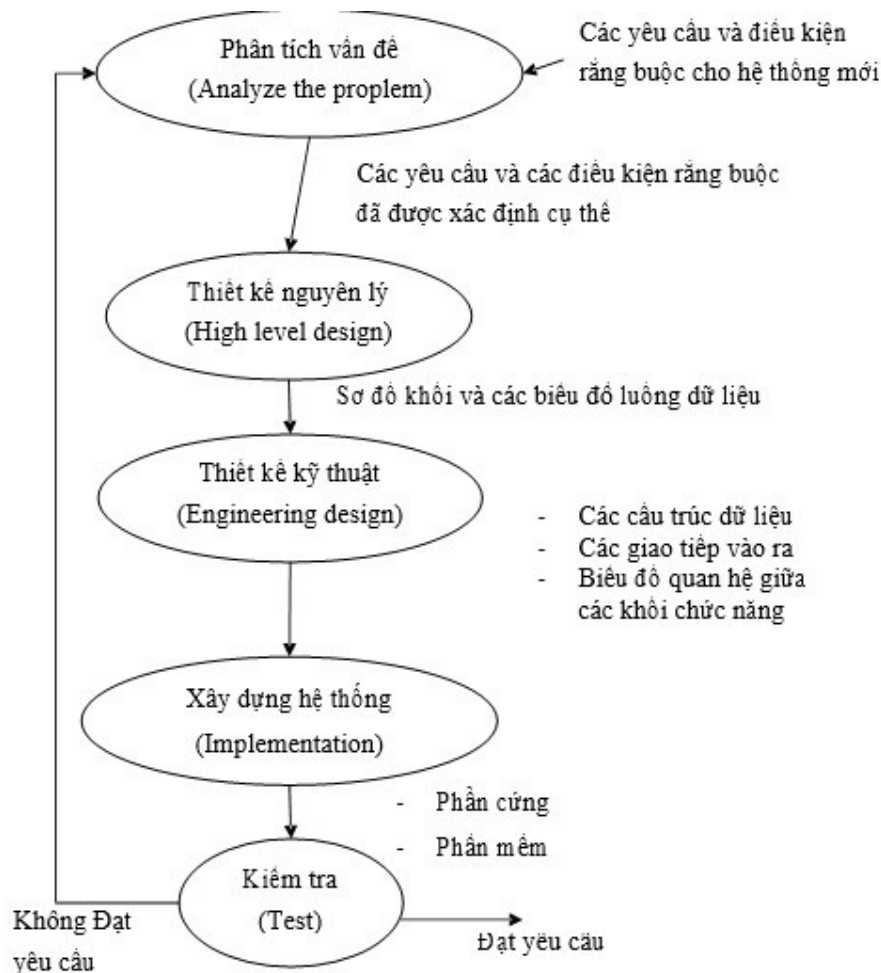 Phân tích vấn đề
(Analyze the proplem)
Các yêu cầu và điều kiện
rằng buộc cho hệ thống mới
Các yêu cầu và các điều kiện rằng buộc
đã được xác định cụ thể
Thiết kế nguyên lý
(High level design)
Sơ đồ khối và các biểu đồ luồng dữ liệu
Thiết kế kỹ thuật
(Engineering design)
- Các cấu trúc dữ liệu
- Các giao tiếp vào ra
- Biểu đồ quan hệ giữa
các khối chức năng
Xây dựng hệ thống
(Implementation)
- Phần cứng
- Phần mềm
Kiểm tra
(Test)
Không Đạt
yêu cầu
Đạt yêu cầu